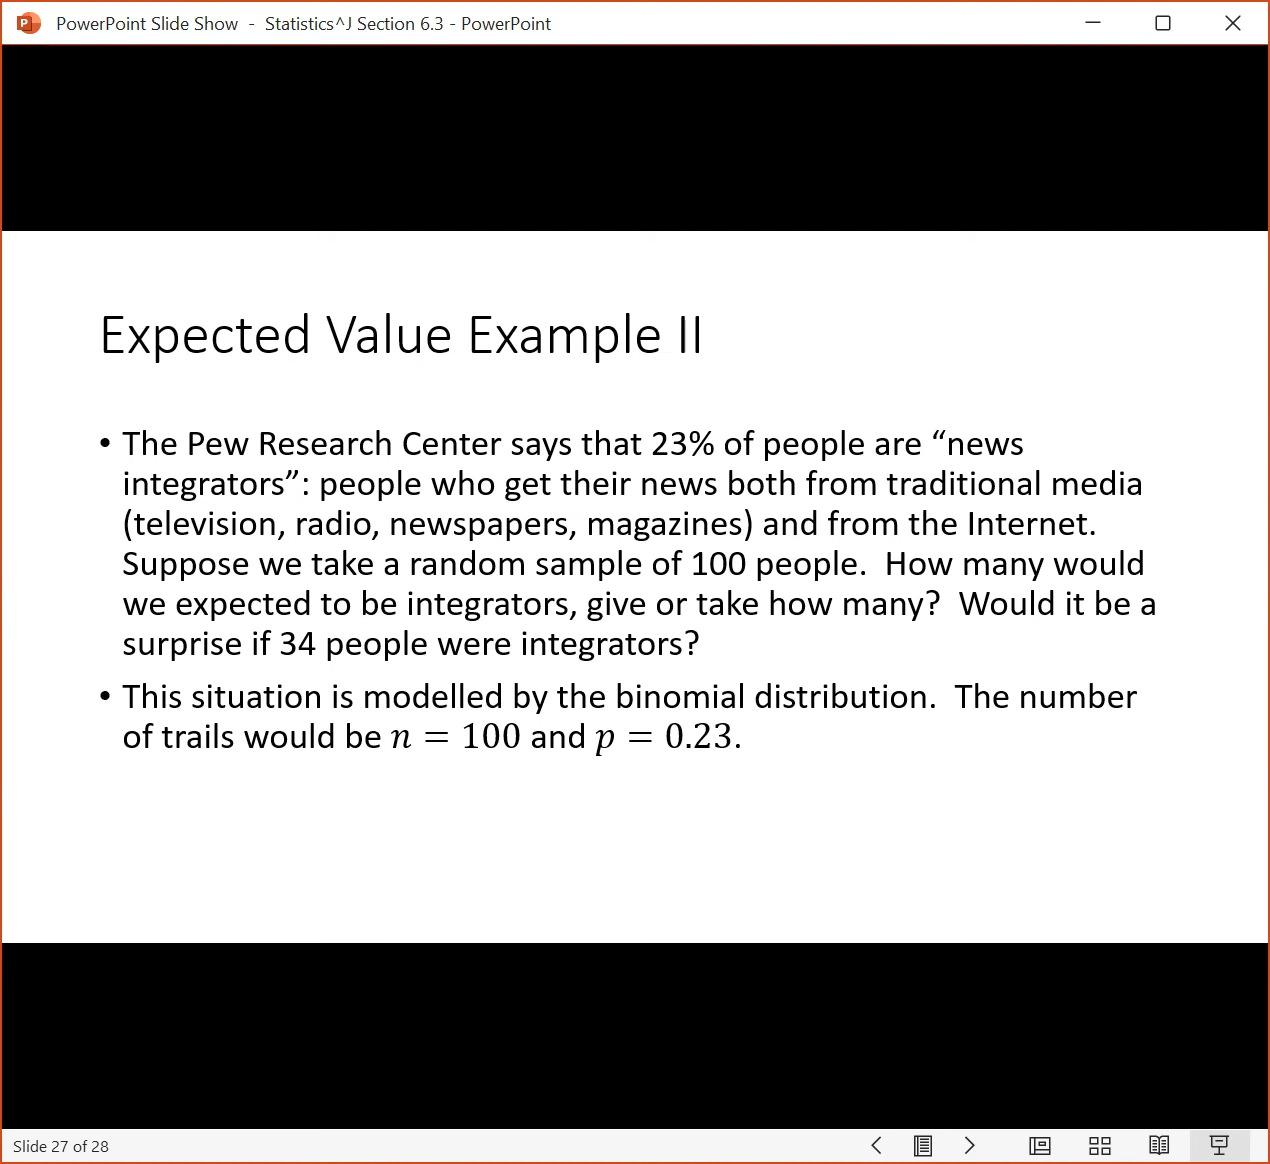 PowerPoint Slide Show - Statistics^J Section 6.3 - PowerPoint
Expected Value Example II
• The Pew Research Center says that 23% of people are “news
integrators”: people who get their news both from traditional media
(television, radio, newspapers, magazines) and from the Internet.
Suppose we take a random sample of 100 people.  How many would
we expected to be integrators, give or take how many?  Would it be a
surprise if 34 people were integrators?
• This situation is modelled by the binomial distribution.  The number
of trails would be n = 100 and p = 0.23.
Slide 27 of 28